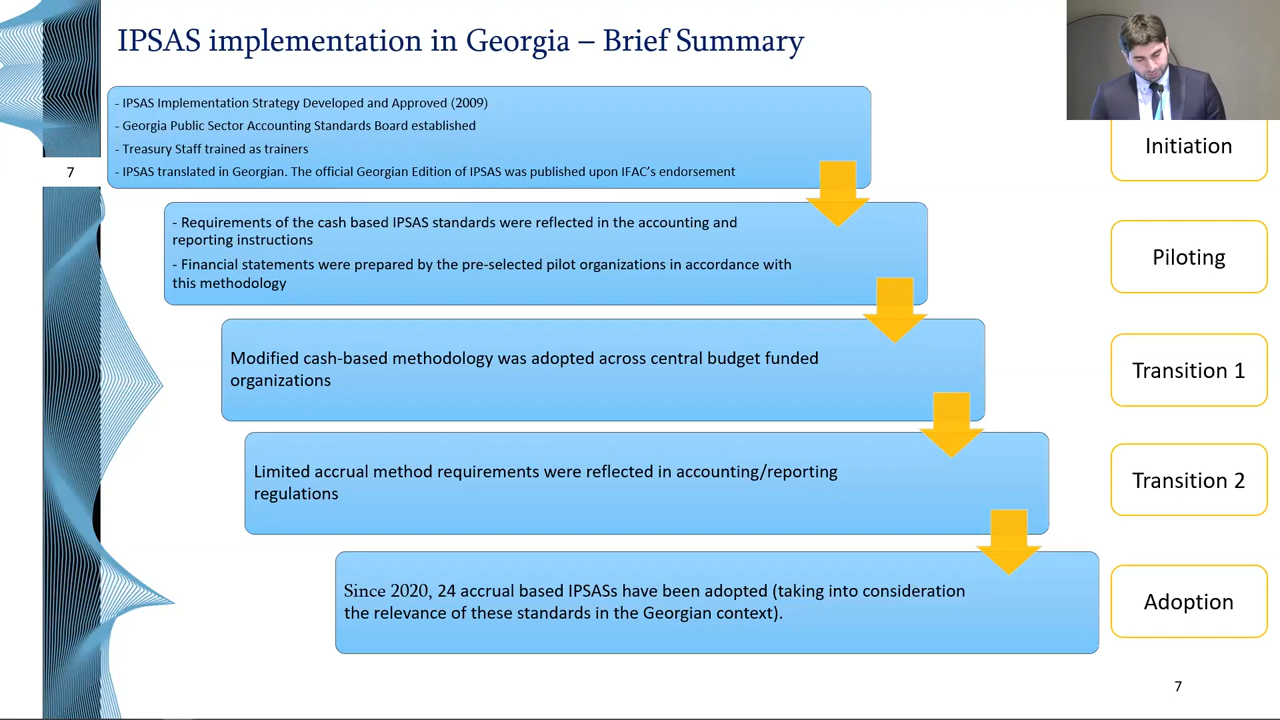 IPSAS implementation in Georgia – Brief Summary
- IPSAS Implementation Strategy Developed and Approved (2009)
- Georgia Public Sector Accounting Standards Board established
- Treasury Staff trained as trainers
- IPSAS translated in Georgian. The official Georgian Edition of IPSAS was published upon IFAC's endorsement
Initiation
7
- Requirements of the cash based IPSAS standards were reflected in the accounting and
reporting instructions
- Financial statements were prepared by the pre-selected pilot organizations in accordance with
this methodology
Piloting
Modified cash-based methodology was adopted across central budget funded
organizations
Transition 1
Limited accrual method requirements were reflected in accounting/reporting
regulations
Transition 2
Since 2020, 24 accrual based IPSASs have been adopted (taking into consideration
the relevance of these standards in the Georgian context).
Adoption
7